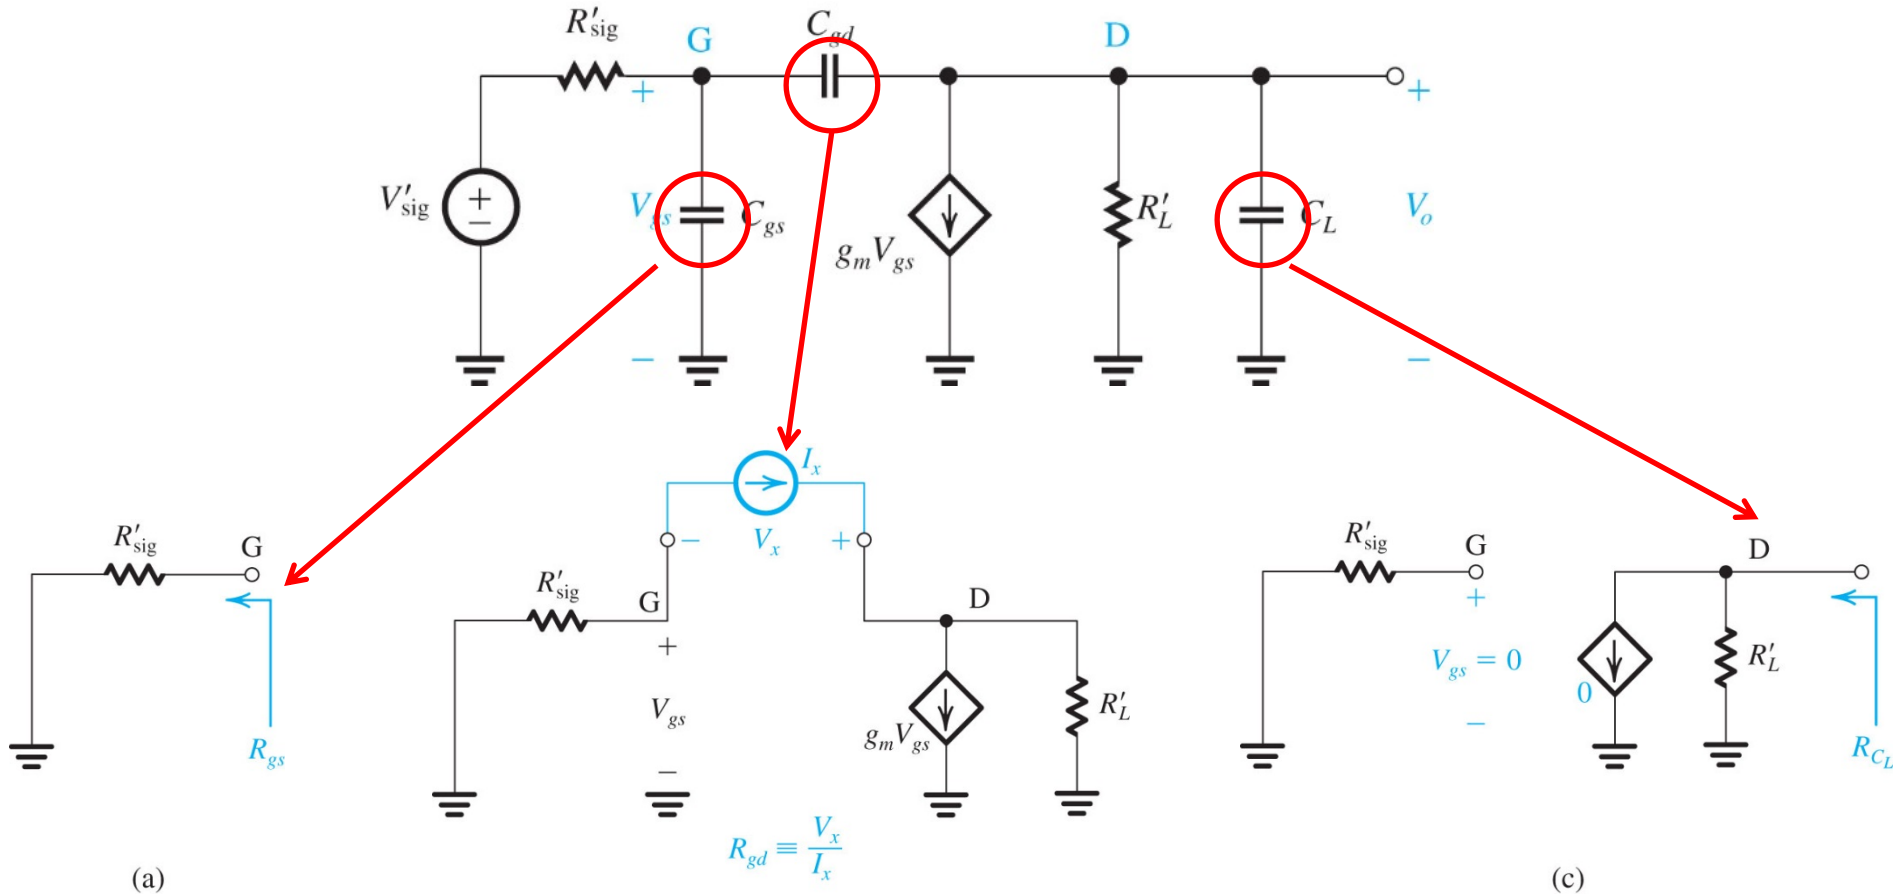 R′sig
G
Cgd
D
+
+
V′sig
+
−
Vgs
Cgs
gmVgs
R′L
CL
Vo
−
−
Ix
− Vx +
R′sig
G
Rgs
(a)
R′sig
G
D
+
Vgs
−
gmVgs
R′L
Rgd ≡ Vx
Ix
R′sig
G
D
+
Vgs = 0
−
0
R′L
RCL
(c)